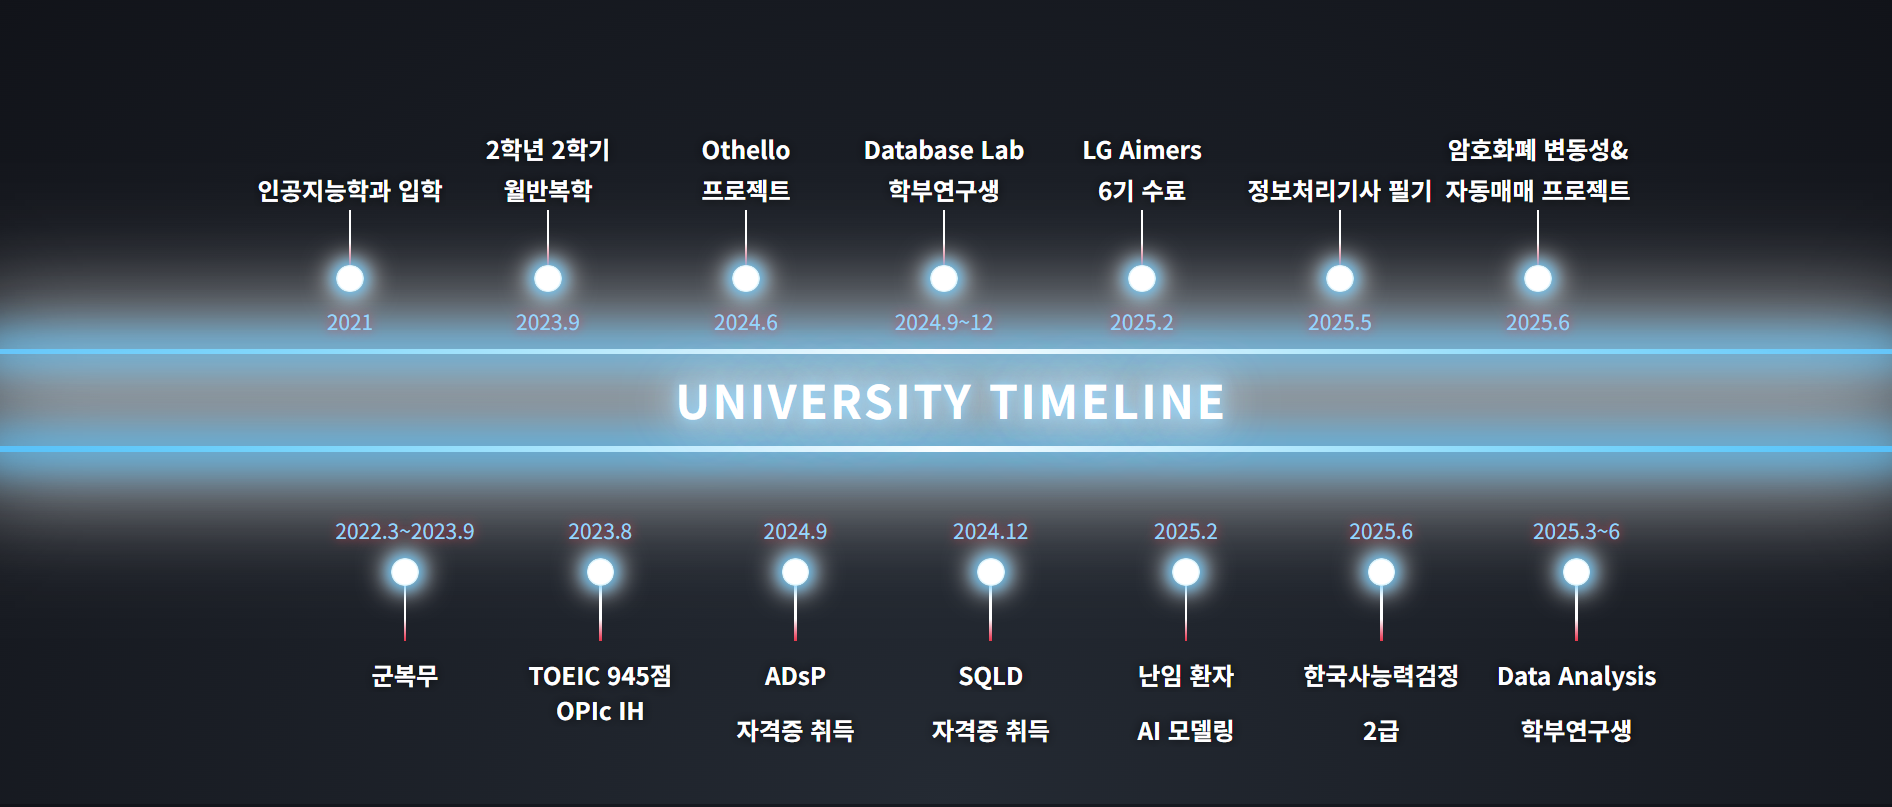 인공지능학과 입학
2021
2학년 2학기
월반복학
2023.9
Othello
프로젝트
2024.6
Database Lab
학부연구생
2024.9~12
LG Aimers
6기 수료
2025.2
정보처리기사 필기
2025.5
암호화폐 변동성&
자동매매 프로젝트
2025.6
UNIVERSITY TIMELINE
2022.3~2023.9
군복무
2023.8
TOEIC 945점
OPIc IH
2024.9
ADsP
자격증 취득
2024.12
SQLD
자격증 취득
2025.2
난임 환자
AI 모델링
2025.6
한국사능력검정
2급
2025.3~6
Data Analysis
학부연구생